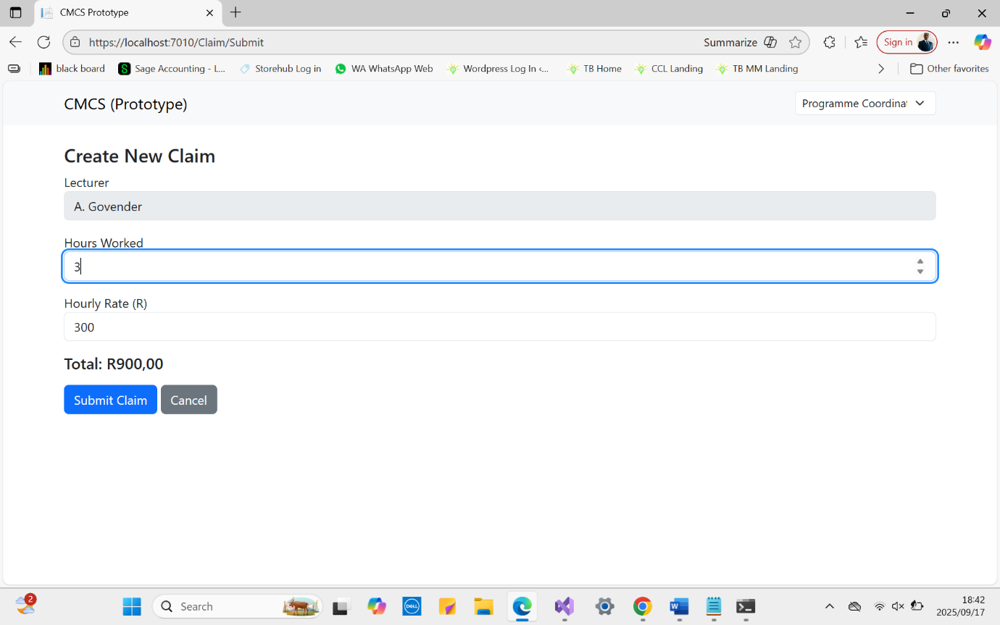 CMCS Prototype
https://localhost:7010/Claim/Submit
Summarize
Sign in
black board
S Sage Accounting - L...
Storehub Log in
WA WhatsApp Web
Wordpress Log In ‹...
TB Home
CCL Landing
TB MM Landing
Other favorites
CMCS (Prototype)
Programme Coordinat
Create New Claim
Lecturer
A. Govender
Hours Worked
3
Hourly Rate (R)
300
Total: R900,00
Submit Claim
Cancel
2
Search
DELL
18:42
2025/09/17